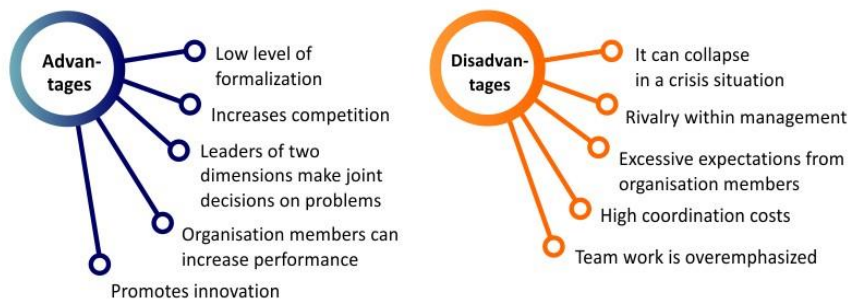 Advan-
tages
Low level of
formalization
Increases competition
Leaders of two
dimensions make joint
decisions on problems
Organisation members can
increase performance
Promotes innovation
Disadvan-
tages
It can collapse
in a crisis situation
Rivalry within management
Excessive expectations from
organisation members
High coordination costs
Team work is overemphasized